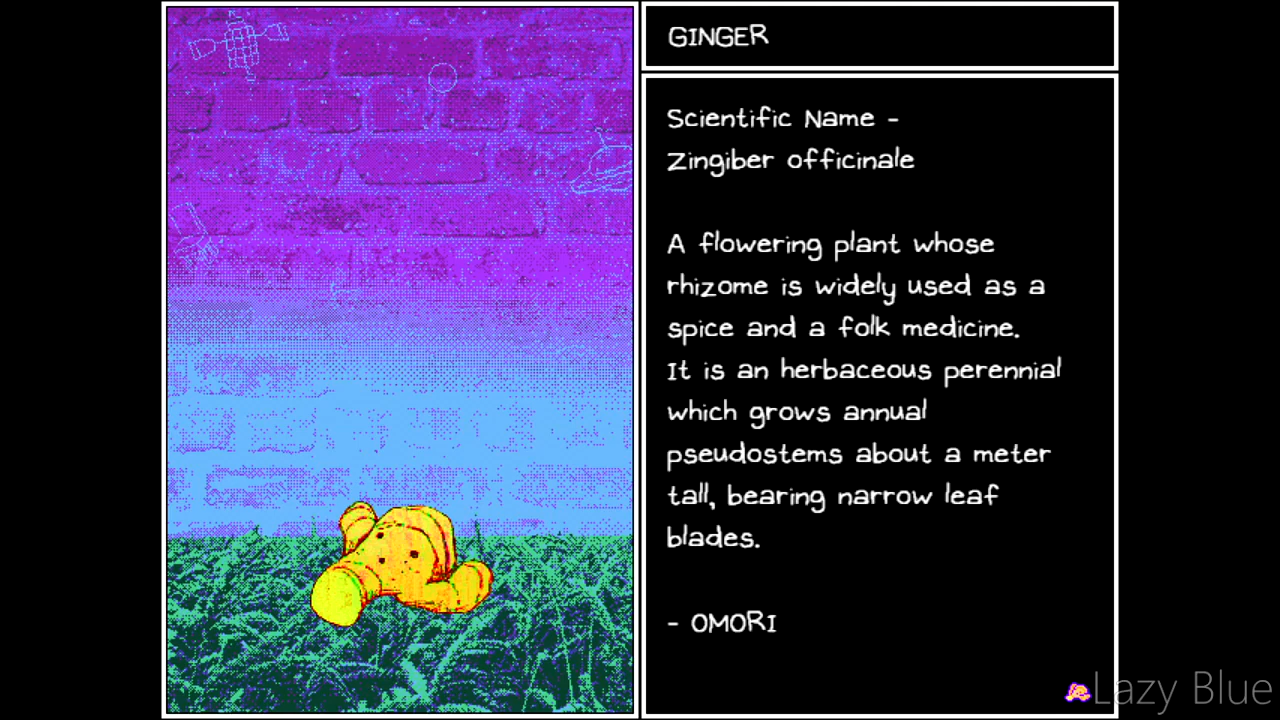 GINGER
Scientific Name -
Zingiber officinale
A flowering plant whose
rhizome is widely used as a
spice and a folk medicine.
It is an herbaceous perennial
which grows annual
pseudostems about a meter
tall, bearing narrow leaf
blades.
- OMORI
Lazy Blue